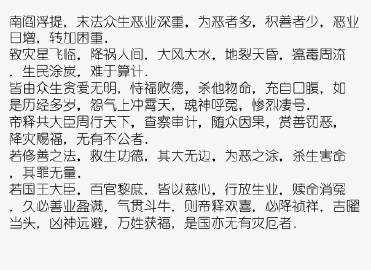 南阎浮提，末法众生恶业深重，为恶者多，积善者少，恶业
日增，转加困重．
致灾星飞临，降祸人间，大风大水，地裂天昏，瘟毒周流
，生民涂炭，难于算计．
皆由众生贪爱无明，恃福败德，杀他物命，充自口腹，如
是历经多岁，怨气上冲霄天，魂神呼冤，惨烈凄号．
帝释共大臣周行天下，查察审计，随众因果，赏善罚恶，
降灾赐福，无有不公者．
若修善之法，救生功德，其大无边，为恶之涂，杀生害命
，其罪无量．
若国王大臣，百官黎庶，皆以慈心，行放生业，赎命消冤
，久必善业盈满，气贯斗牛，则帝释欢喜，必降祯祥，吉曜
当头，凶神远避，万姓获福，是国亦无有灾厄者．